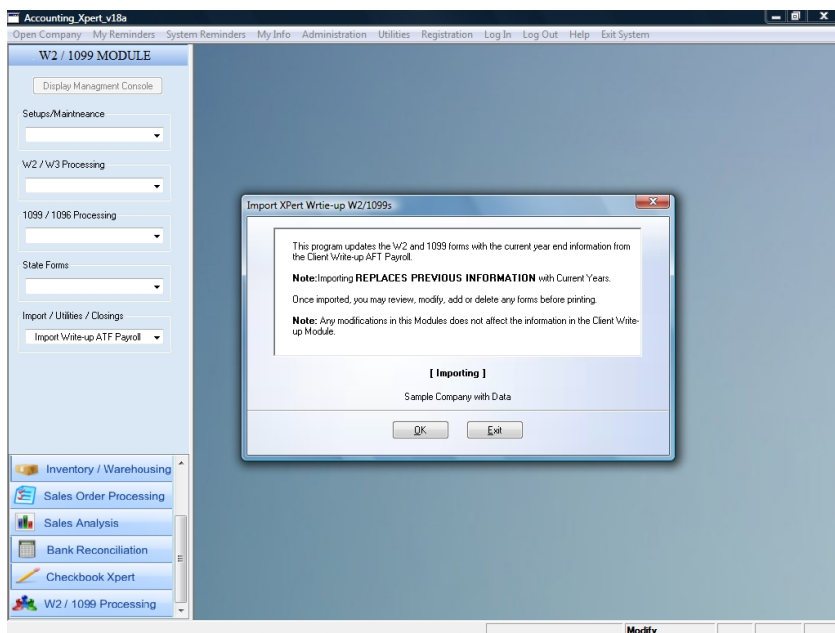 Accounting_Xpert_v18a
Open Company My Reminders System Reminders My Info Administration Utilities Registration Log In Log Out Help Exit System
W2 / 1099 MODULE
Display Managment Console
Setups/Maintneance
W2 / W3 Processing
1099 / 1096 Processing
State Forms
Import / Utilities / Closings
Import Write-up ATF Payroll
Import XPert Wrtie-up W2/1099s
This program updates the W2 and 1099 forms with the current year end information from
the Client Write-up AFT Payroll.
Note:Importing REPLACES PREVIOUS INFORMATION with Current Years.
Once imported, you may review, modify, add or delete any forms before printing.
Note: Any modifications in this Modules does not affect the information in the Client Write-
up Module.
[ Importing ]
Sample Company with Data
OK Exit
Inventory / Warehousing
Sales Order Processing
Sales Analysis
Bank Reconciliation
Checkbook Xpert
W2 / 1099 Processing
Modify